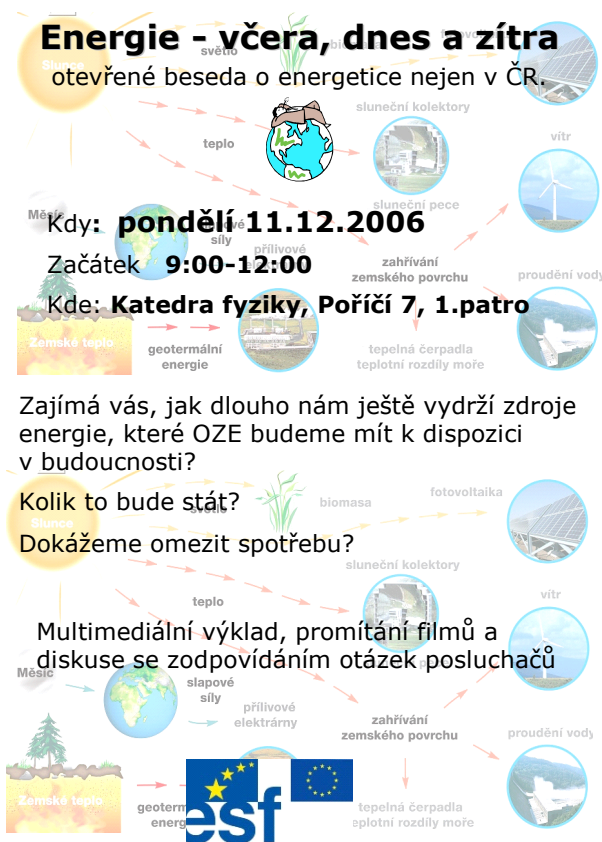 Energie - včera, dnes a zítra
otevřené beseda o energetice nejen v ČR.
Slunce
světlo
sluneční kolektory
teplo
vítr
sluneční pece
Měsíc
Kdy: pondělí 11.12.2006
síly
přílivové
Začátek 9:00-12:00
zahřívání
zemského povrchu
proudění vody
Kde: Katedra fyziky, Poříčí 7, 1.patro
Zemské teplo
geotermální
energie
tepelná čerpadla
teplotní rozdíly moře
Zajímá vás, jak dlouho nám ještě vydrží zdroje
energie, které OZE budeme mít k dispozici
v budoucnosti?
Kolik to bude stát?
světlo
biomasa
fotovoltaika
Slunce
Dokážeme omezit spotřebu?
sluneční kolektory
teplo
vítr
Multimediální výklad, promítání filmů a
diskuse se zodpovídáním otázek posluchačů
Měsíc
slapové
síly
přílivové
elektrárny
zahřívání
zemského povrchu
proudění vody
Zemské teplo
tepelná čerpadla
teplotní rozdíly moře
esf